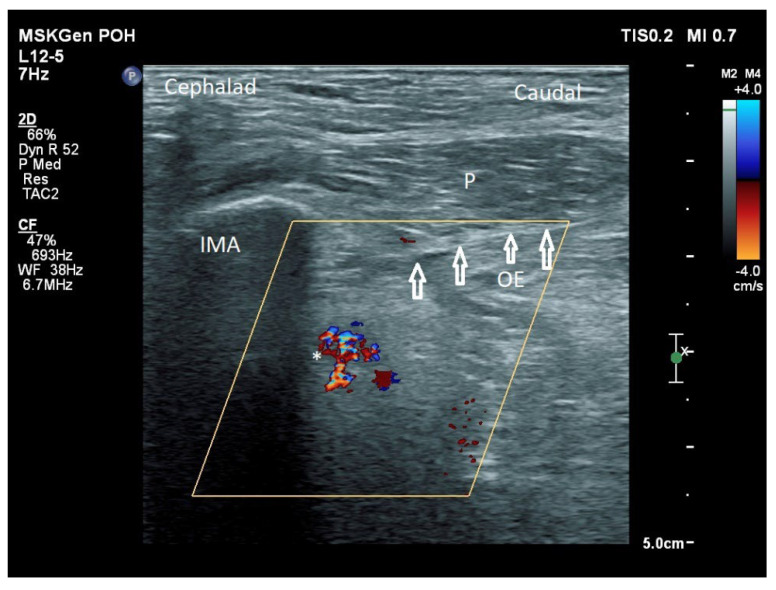 MSKGen POH
TIS0.2 MI 0.7
L12-5
7Hz
P
Cephalad
Caudal
M2 M4
+4.0
2D
66%
Dyn R 52
P Med
Res
TAC2
P
CF
47%
693Hz
WF 38Hz
6.7MHz
IMA
OE
-4.0
cm/s
*
x
5.0cm